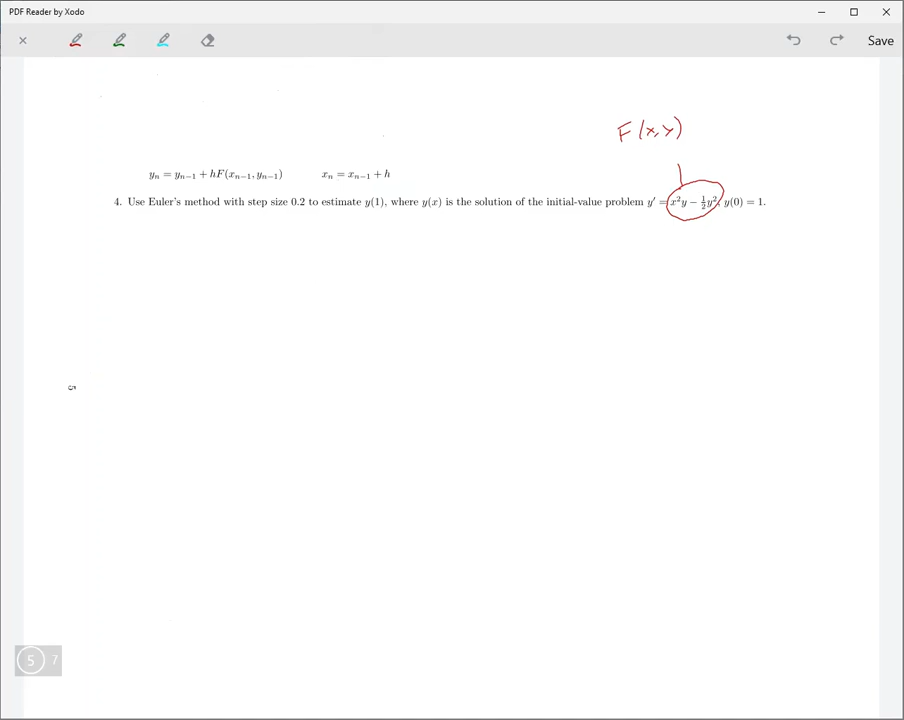 PDF Reader by Xodo
Save
F(x,y)
yₙ = yₙ₋₁ + hF(xₙ₋₁, yₙ₋₁) xₙ = xₙ₋₁ + h
4. Use Euler's method with step size 0.2 to estimate y(1), where y(x) is the solution of the initial-value problem y′ = x²y − ½y², y(0) = 1.
5
5 7